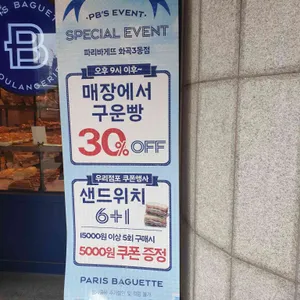 PARIS BAGUETTE
B
BOULANGERIE
·PB'S EVENT·
SPECIAL EVENT
파리바게뜨 화곡3동점
오후 9시 이후~
매장에서
구운빵
30% OFF
우리점포 쿠폰행사
샌드위치
6+1
15000원 이상 5회 구매시
5000원 쿠폰 증정
PARIS BAGUETTE